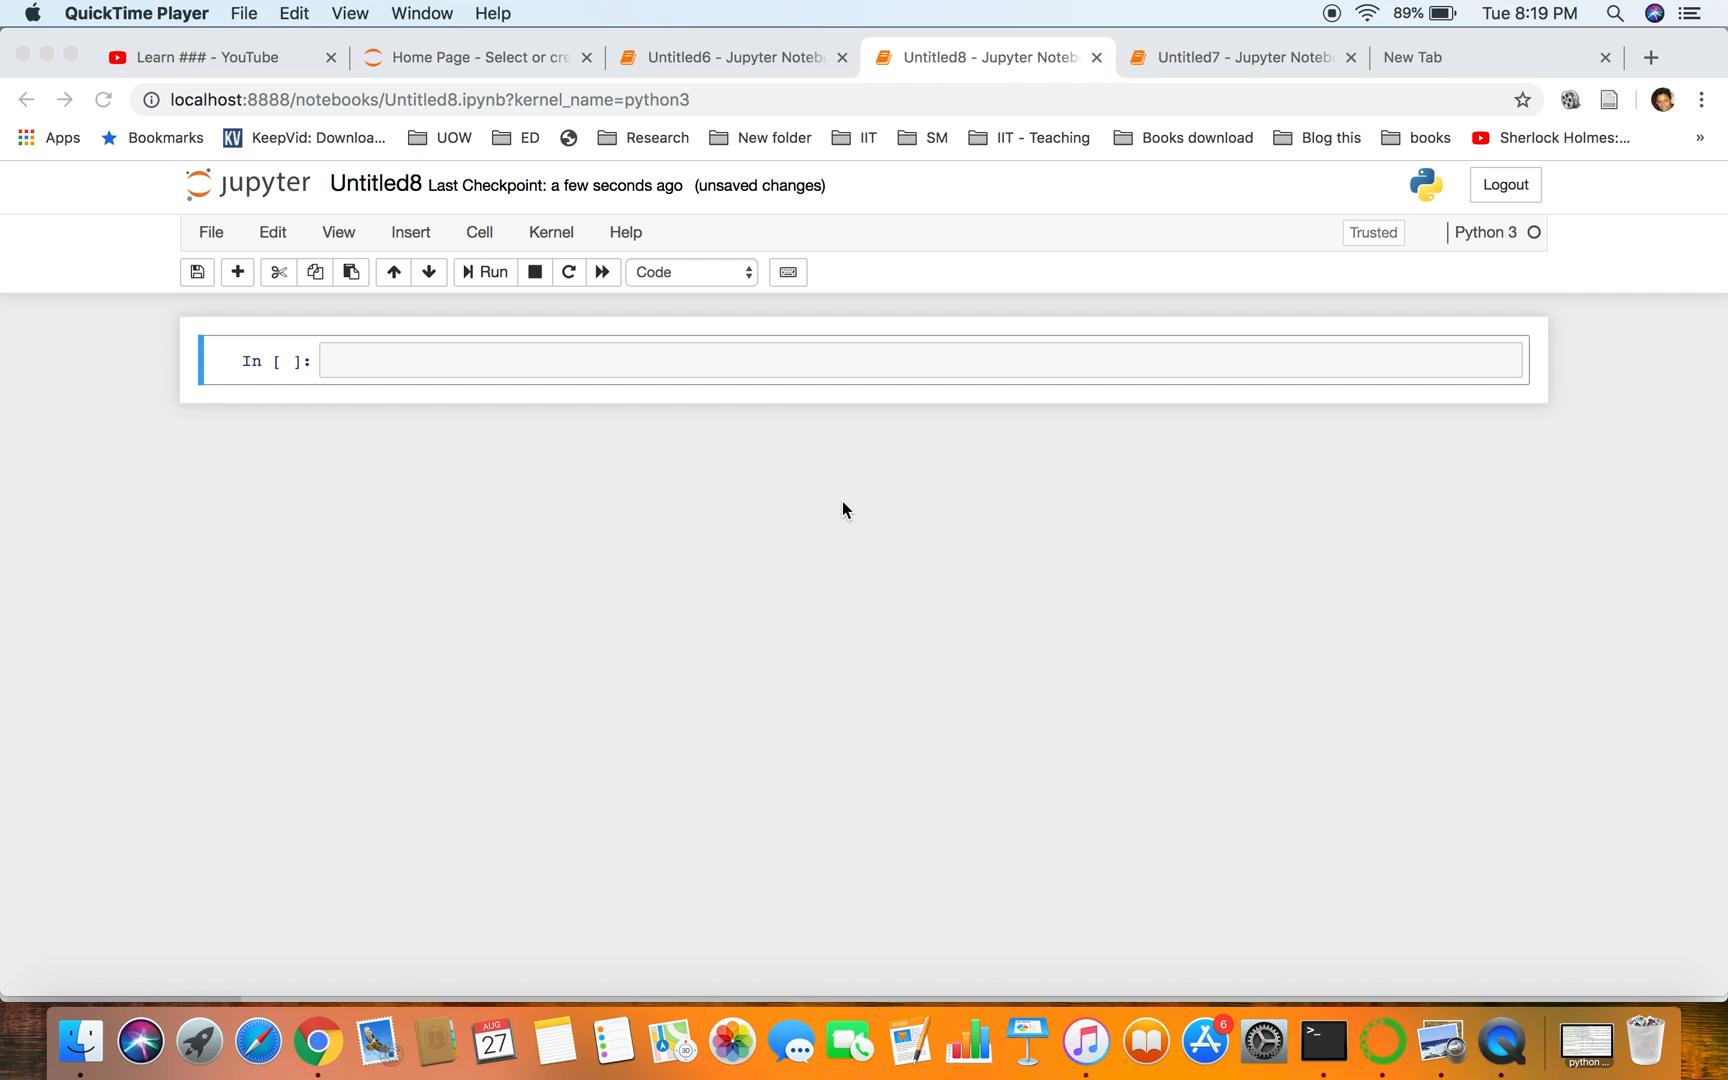 QuickTime Player File Edit View Window Help 89% Tue 8:19 PM
Learn ### - YouTube Home Page - Select or cre Untitled6 - Jupyter Noteb Untitled8 - Jupyter Noteb Untitled7 - Jupyter Noteb New Tab
localhost:8888/notebooks/Untitled8.ipynb?kernel_name=python3
Apps Bookmarks KV KeepVid: Downloa... UOW ED Research New folder IIT SM IIT - Teaching Books download Blog this books Sherlock Holmes:... »
jupyter Untitled8 Last Checkpoint: a few seconds ago (unsaved changes) Logout
File Edit View Insert Cell Kernel Help Trusted Python 3
Run Code
In [ ]:
AUG
27
3D
PAGES
6
>_
python ...